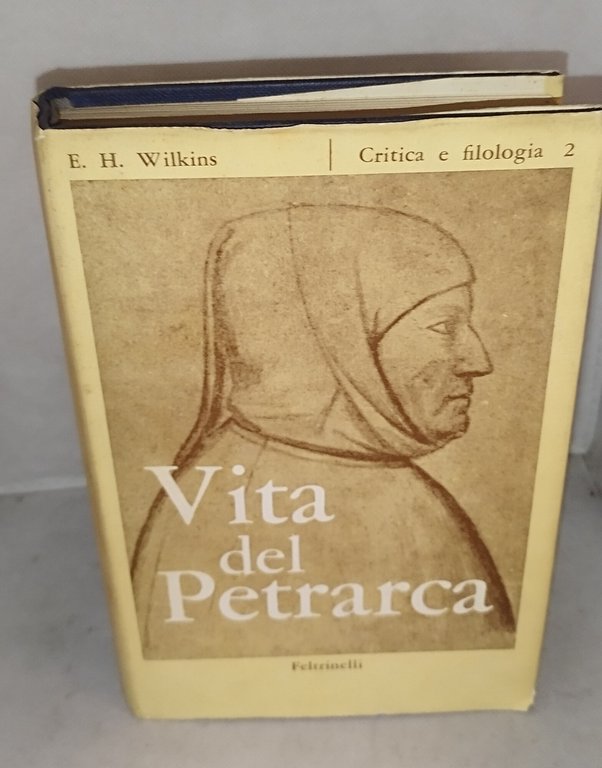 E. H. Wilkins | Critica e filologia 2
Vita
del
Petrarca
Feltrinelli